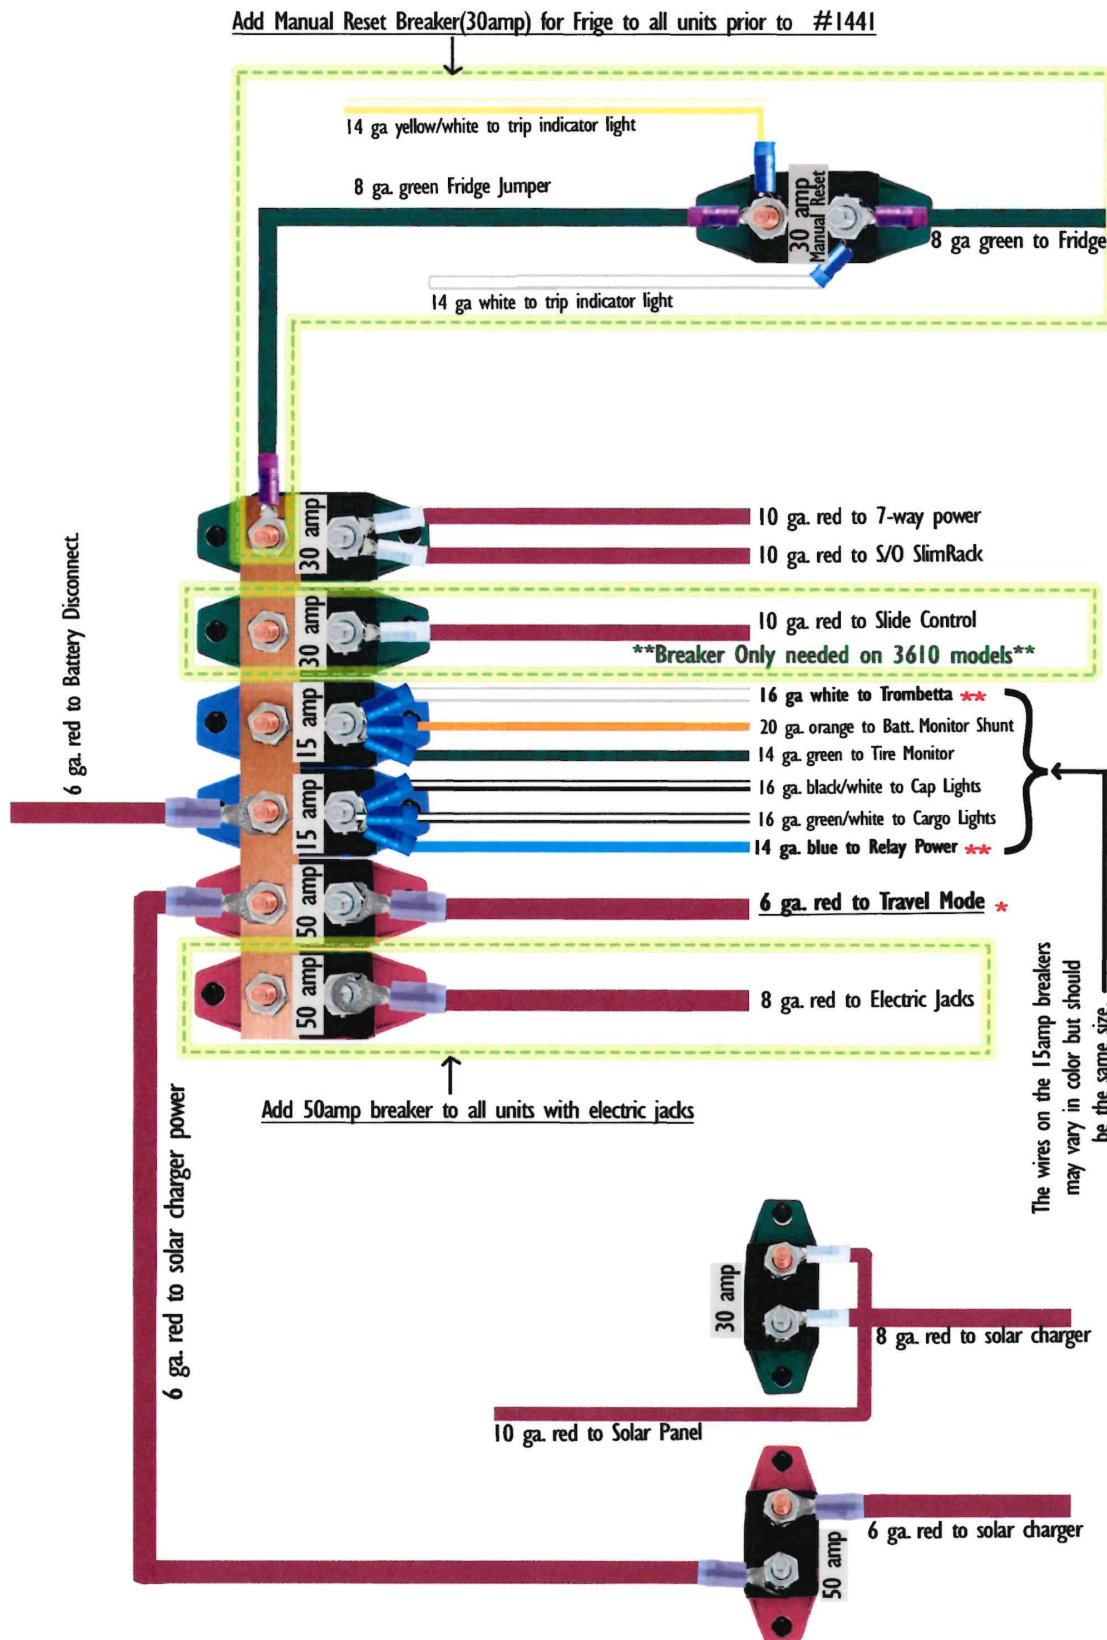 Add Manual Reset Breaker(30amp) for Frige to all units prior to #1441
14 ga yellow/white to trip indicator light
8 ga. green Fridge Jumper
30 amp
Manual Reset
8 ga green to Fridge
14 ga white to trip indicator light
6 ga. red to Battery Disconnect.
30 amp
10 ga. red to 7-way power
10 ga. red to S/O SlimRack
30 amp
10 ga. red to Slide Control
**Breaker Only needed on 3610 models**
15 amp
16 ga white to Trombetta **
20 ga. orange to Batt. Monitor Shunt
14 ga. green to Tire Monitor
15 amp
16 ga. black/white to Cap Lights
16 ga. green/white to Cargo Lights
14 ga. blue to Relay Power **
50 amp
6 ga. red to Travel Mode *
50 amp
8 ga. red to Electric Jacks
The wires on the 15amp breakers
may vary in color but should
be the same size
Add 50amp breaker to all units with electric jacks
6 ga. red to solar charger power
30 amp
8 ga. red to solar charger
10 ga. red to Solar Panel
6 ga. red to solar charger
50 amp